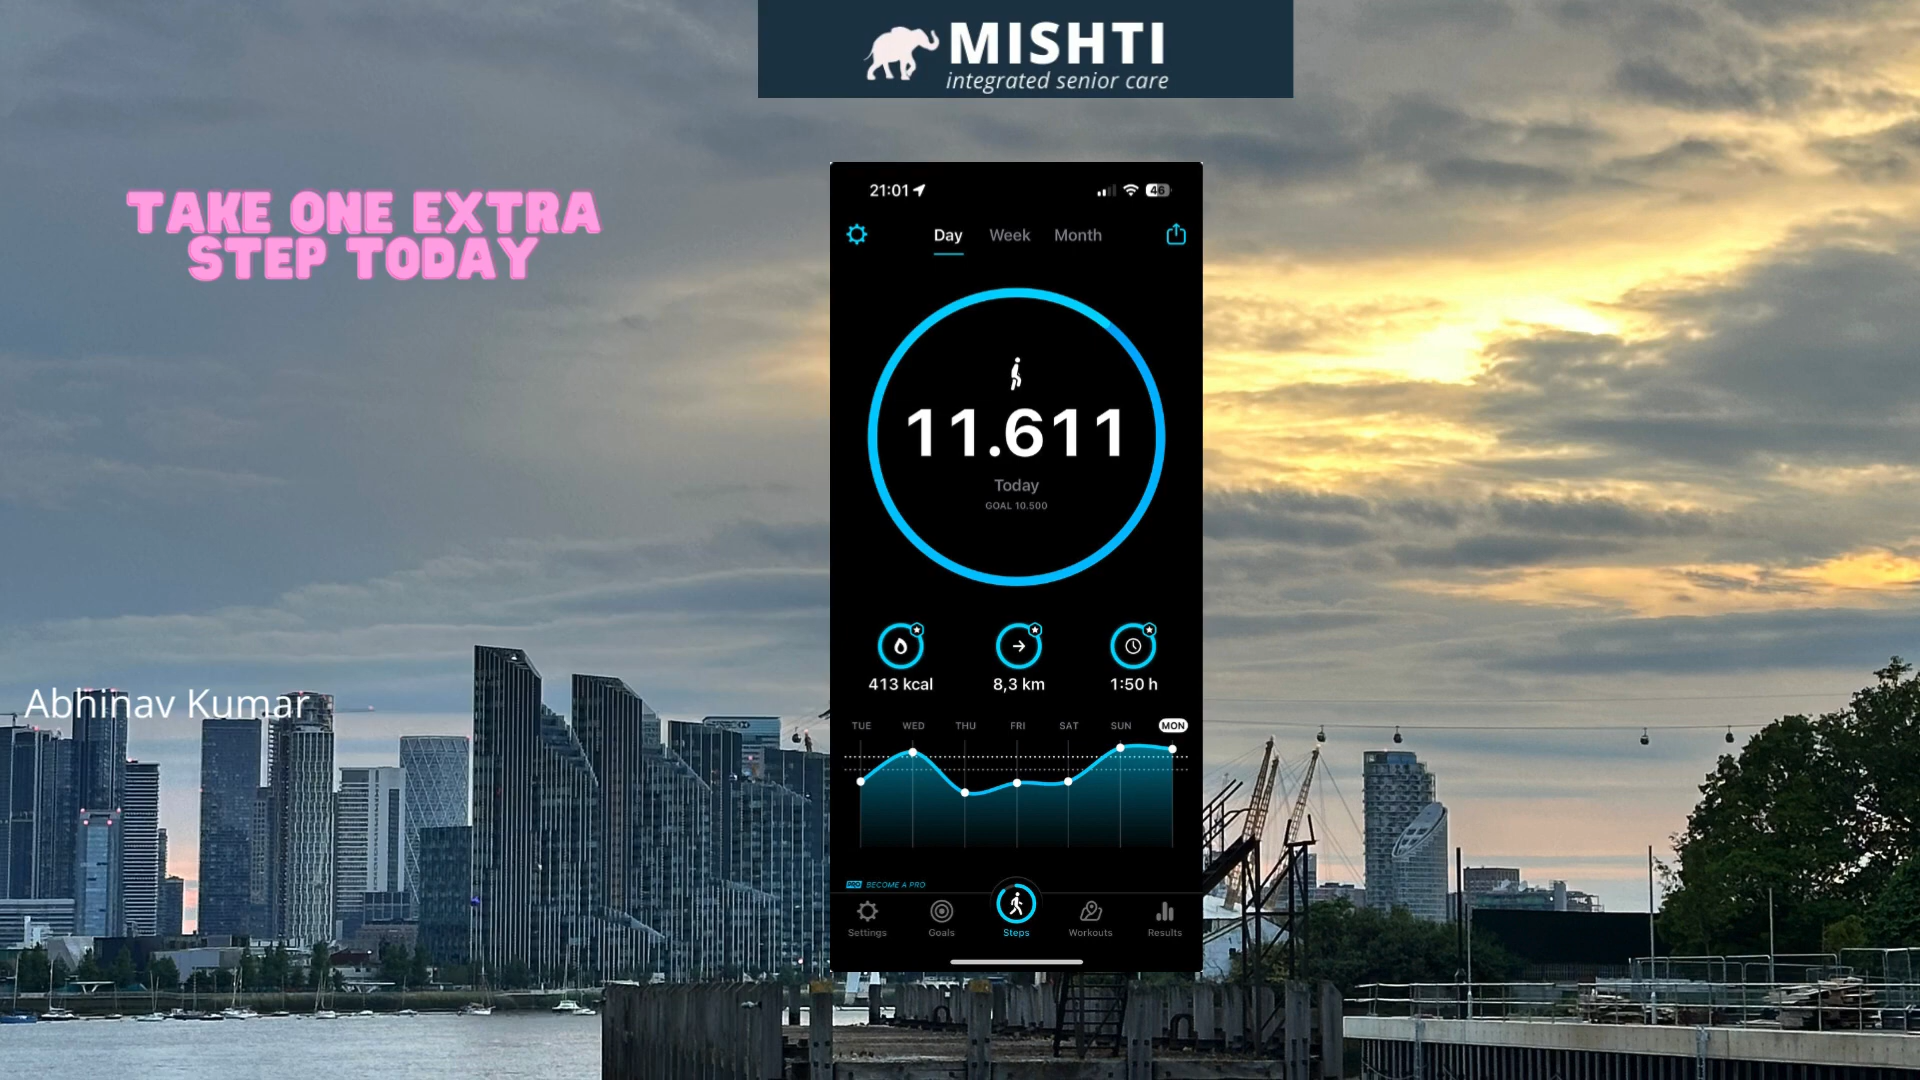 MISHTI
integrated senior care
TAKE ONE EXTRA
STEP TODAY
Abhinav Kumar
21:01
46
Day Week Month
11.611
Today
GOAL 10.500
413 kcal 8,3 km 1:50 h
TUE WED THU FRI SAT SUN MON
PRO BECOME A PRO
Settings Goals Steps Workouts Results